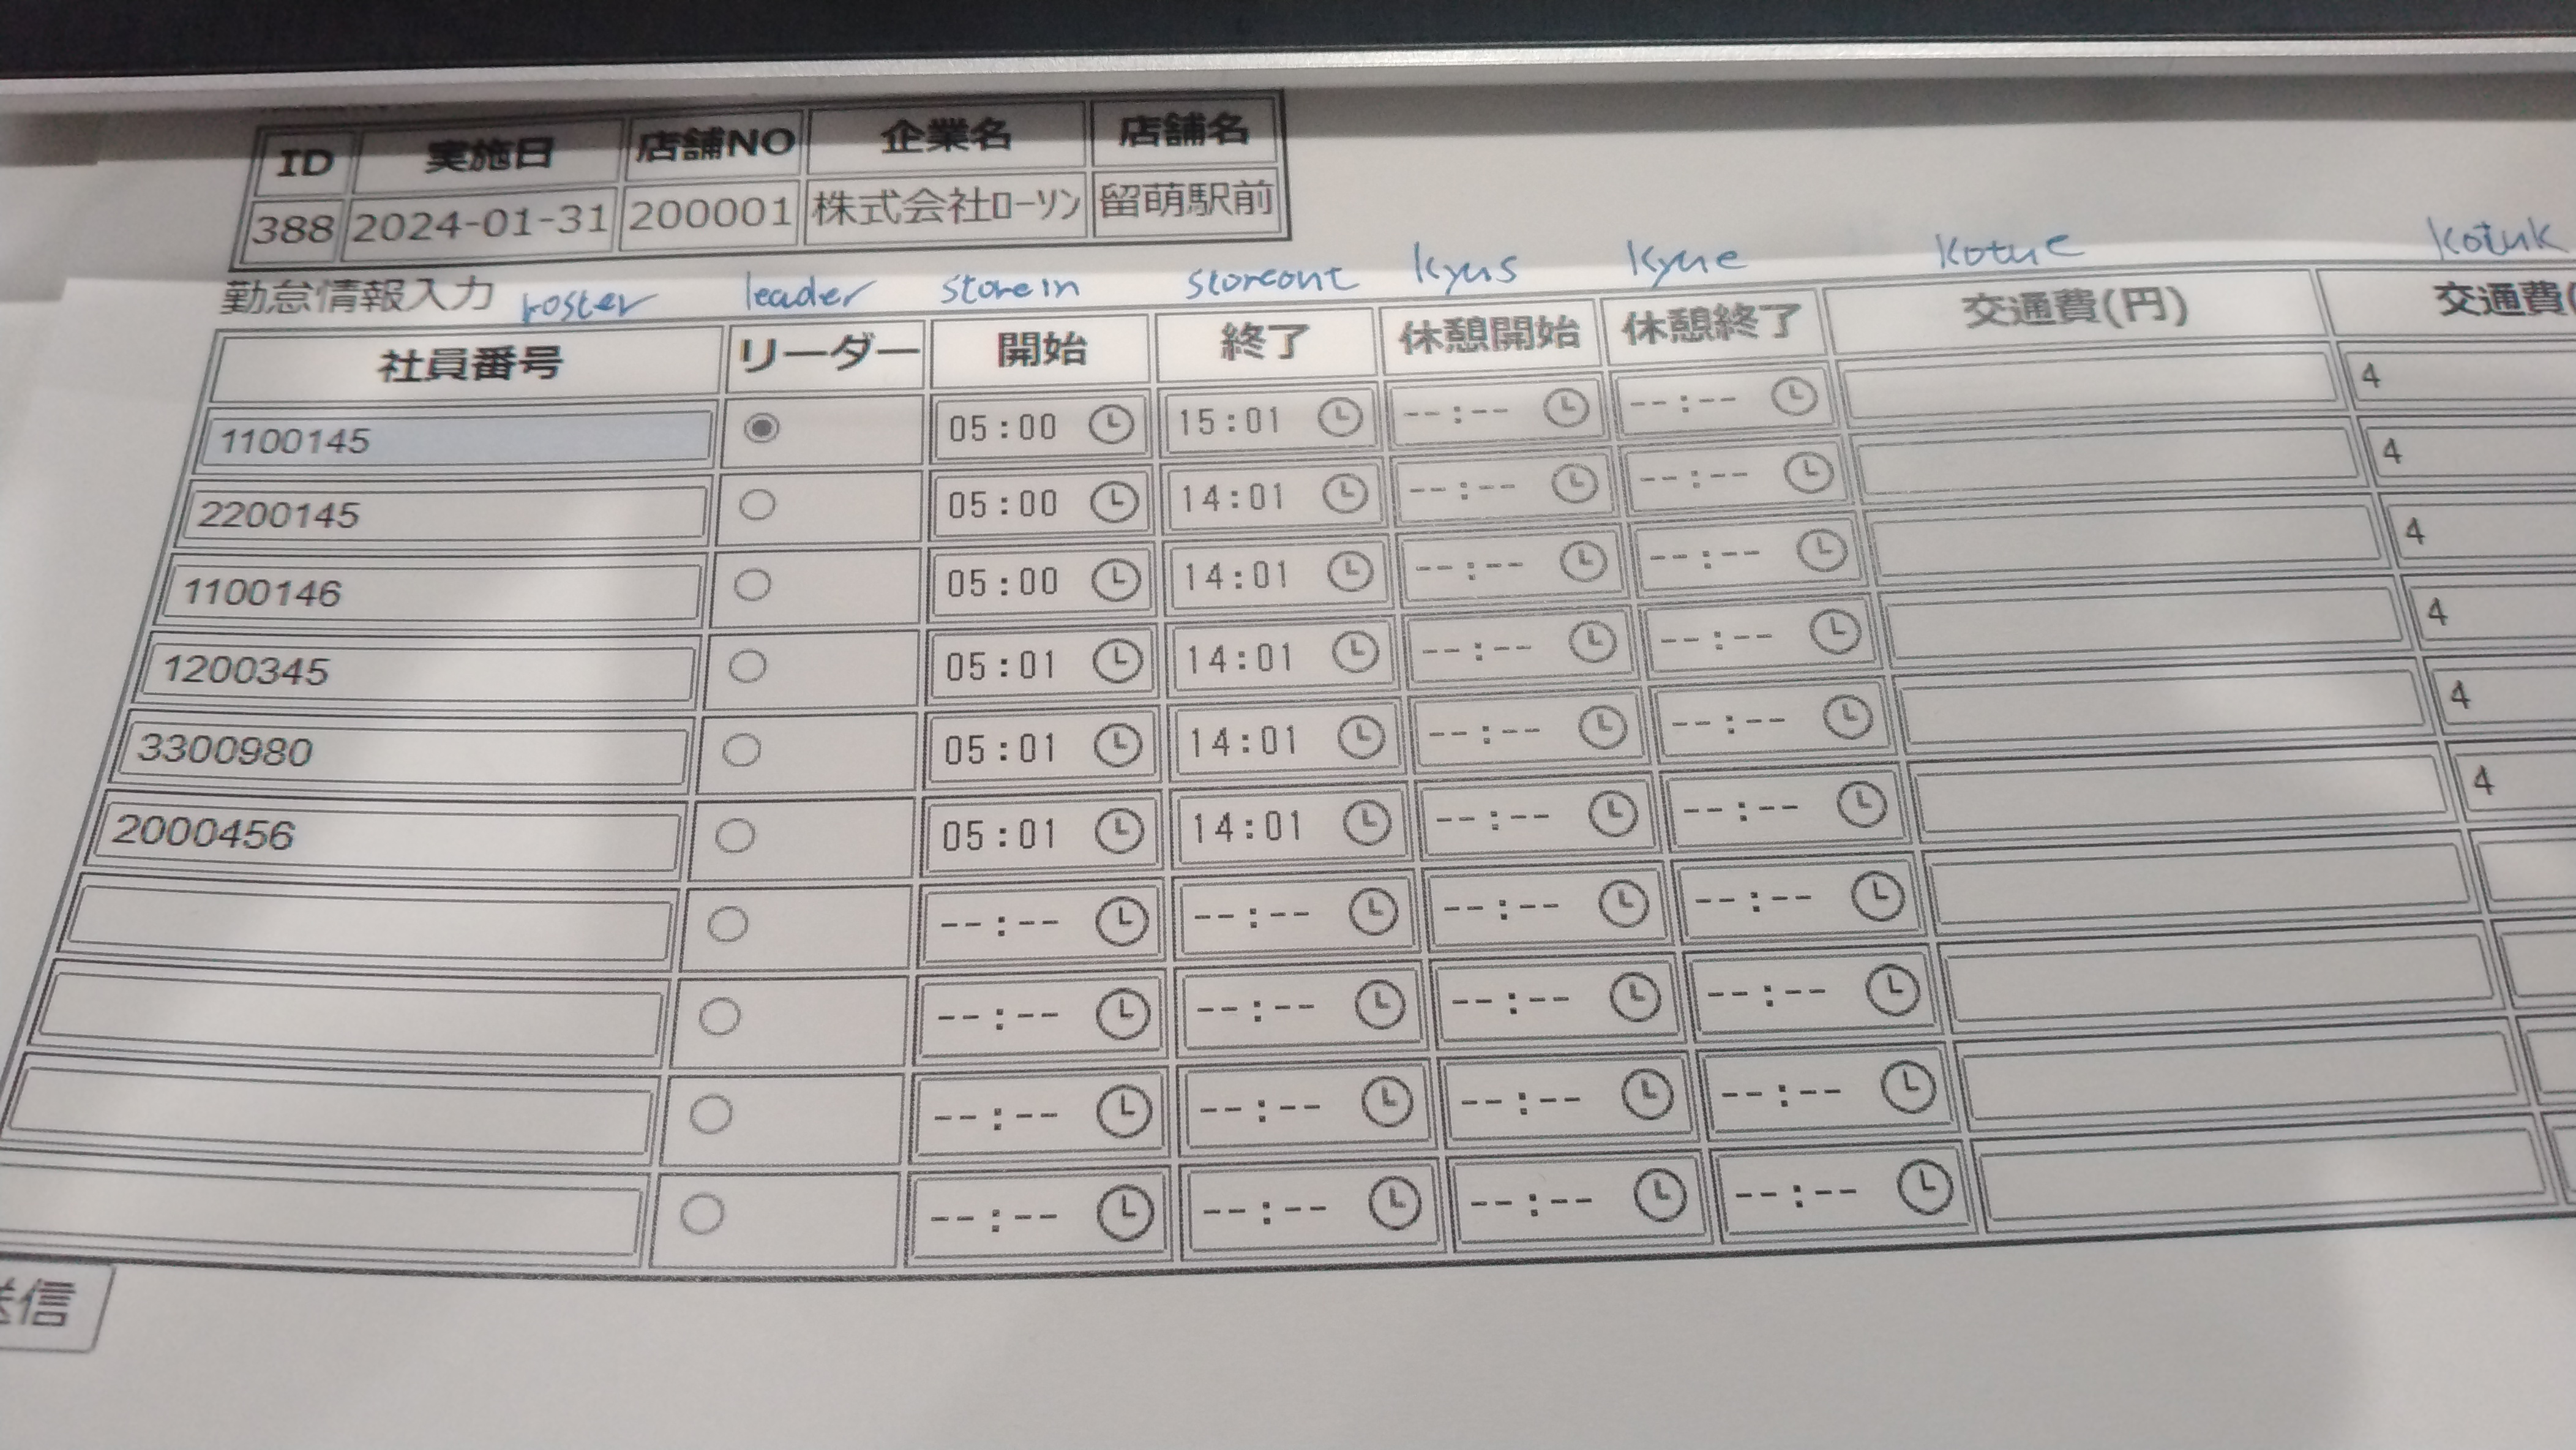 ID 実施日 店舗NO 企業名 店舗名
388 2024-01-31 200001 株式会社ﾛｰｿﾝ 留萌駅前
勤怠情報入力 roster leader storein storeout kyus kyue kotue kotuk
社員番号 リーダー 開始 終了 休憩開始 休憩終了 交通費(円) 交通費(
1100145 05:00 15:01 --:-- --:-- 4
2200145 05:00 14:01 --:-- --:-- 4
1100146 05:00 14:01 --:-- --:-- 4
1200345 05:01 14:01 --:-- --:-- 4
3300980 05:01 14:01 --:-- --:-- 4
2000456 05:01 14:01 --:-- --:-- 4
--:-- --:-- --:-- --:--
--:-- --:-- --:-- --:--
--:-- --:-- --:-- --:--
--:-- --:-- --:-- --:--
送信